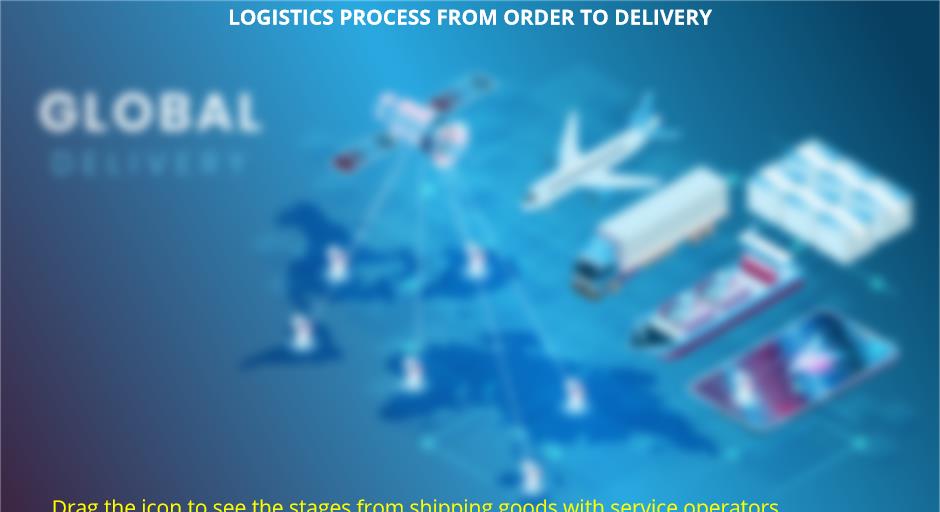 LOGISTICS PROCESS FROM ORDER TO DELIVERY
GLOBAL
DELIVERY
Drag the icon to see the stages from shipping goods with service operators